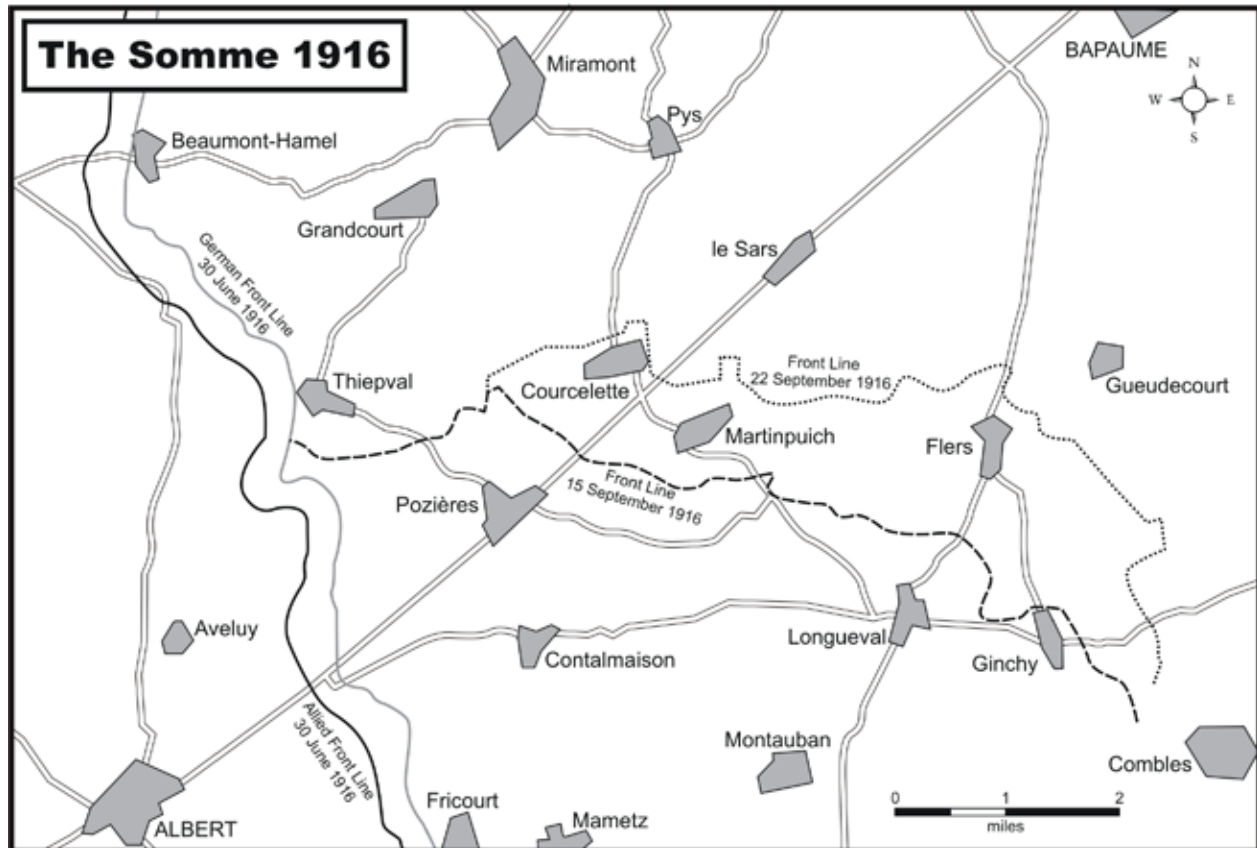 The Somme 1916
BAPAUME
Miramont
N
W
E
S
Pys
Beaumont-Hamel
Grandcourt
le Sars
German Front Line
30 June 1916
Thiepval
Courcelette
Front Line
22 September 1916
Gueudecourt
Martinpuich
Flers
Pozières
Front Line
15 September 1916
Aveluy
Contalmaison
Longueval
Ginchy
Allied Front Line
30 June 1916
Montauban
Combles
Fricourt
Mametz
ALBERT
0
1
2
miles